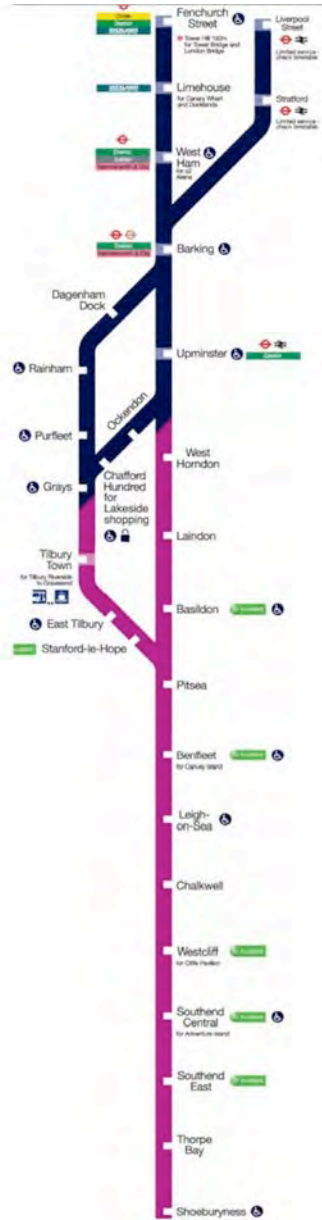 Fenchurch
Street
Tower Hill 150m
for Tower Bridge and
London Bridge
Liverpool
Street
Limited service -
check timetable
Limehouse
for Canary Wharf
and Docklands
Stratford
Limited service -
check timetable
District
West
Ham
for o2
Arena
District
Barking
Dagenham
Dock
Upminster
District
Rainham
Ockendon
Purfleet
West
Horndon
Grays
Chafford
Hundred
for
Lakeside
shopping
Laindon
Tilbury
Town
for Tilbury Riverside
to Gravesend
Basildon
East Tilbury
Stanford-le-Hope
Pitsea
Benfleet
for Canvey Island
Leigh-
on-Sea
Chalkwell
Westcliff
for Cliffs Pavilion
Southend
Central
for Adventure Island
Southend
East
Thorpe
Bay
Shoeburyness